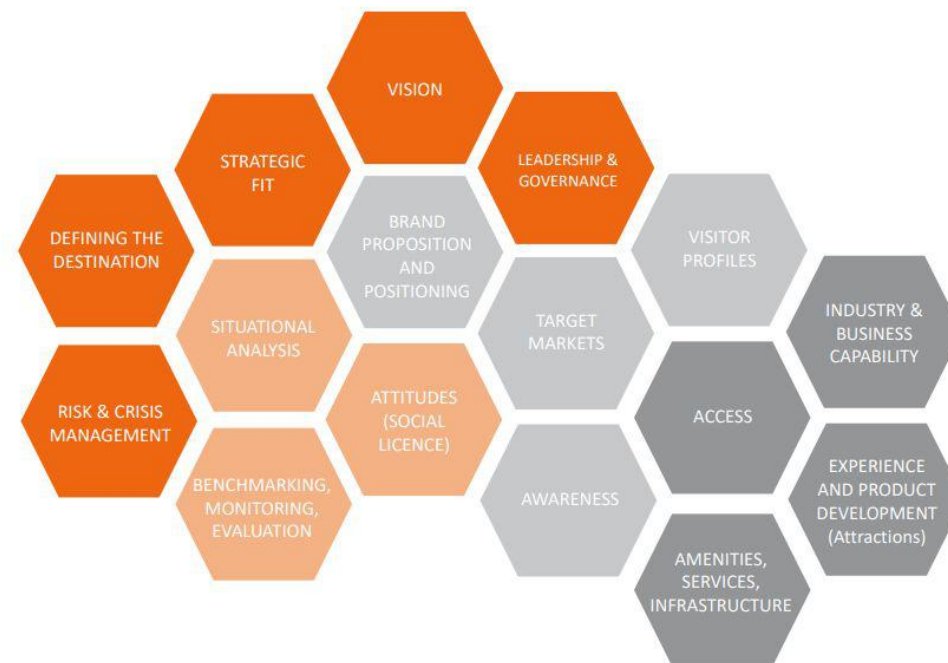 VISION
STRATEGIC
FIT
LEADERSHIP &
GOVERNANCE
DEFINING THE
DESTINATION
BRAND
PROPOSITION
AND
POSITIONING
VISITOR
PROFILES
SITUATIONAL
ANALYSIS
TARGET
MARKETS
INDUSTRY &
BUSINESS
CAPABILITY
RISK & CRISIS
MANAGEMENT
ATTITUDES
(SOCIAL
LICENCE)
ACCESS
BENCHMARKING,
MONITORING,
EVALUATION
AWARENESS
EXPERIENCE
AND PRODUCT
DEVELOPMENT
(Attractions)
AMENITIES,
SERVICES,
INFRASTRUCTURE